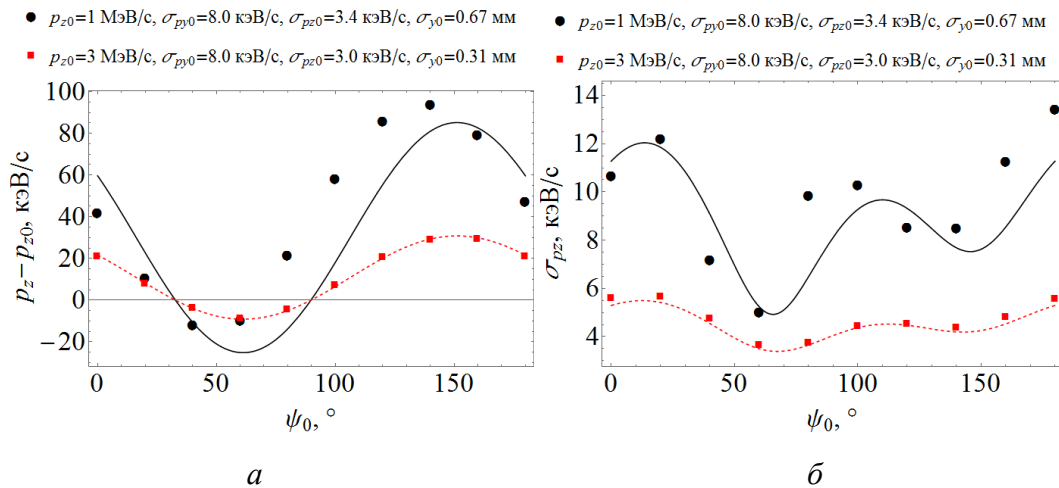 p_{z0}=1 МэВ/с, σ_{py0}=8.0 кэВ/с, σ_{pz0}=3.4 кэВ/с, σ_{y0}=0.67 мм
p_{z0}=3 МэВ/с, σ_{py0}=8.0 кэВ/с, σ_{pz0}=3.0 кэВ/с, σ_{y0}=0.31 мм
100
80
60
40
20
0
−20
p_z−p_{z0}, кэВ/с
0 50 100 150
ψ_0, °
а
p_{z0}=1 МэВ/с, σ_{py0}=8.0 кэВ/с, σ_{pz0}=3.4 кэВ/с, σ_{y0}=0.67 мм
p_{z0}=3 МэВ/с, σ_{py0}=8.0 кэВ/с, σ_{pz0}=3.0 кэВ/с, σ_{y0}=0.31 мм
14
12
10
8
6
4
σ_{pz}, кэВ/с
0 50 100 150
ψ_0, °
б